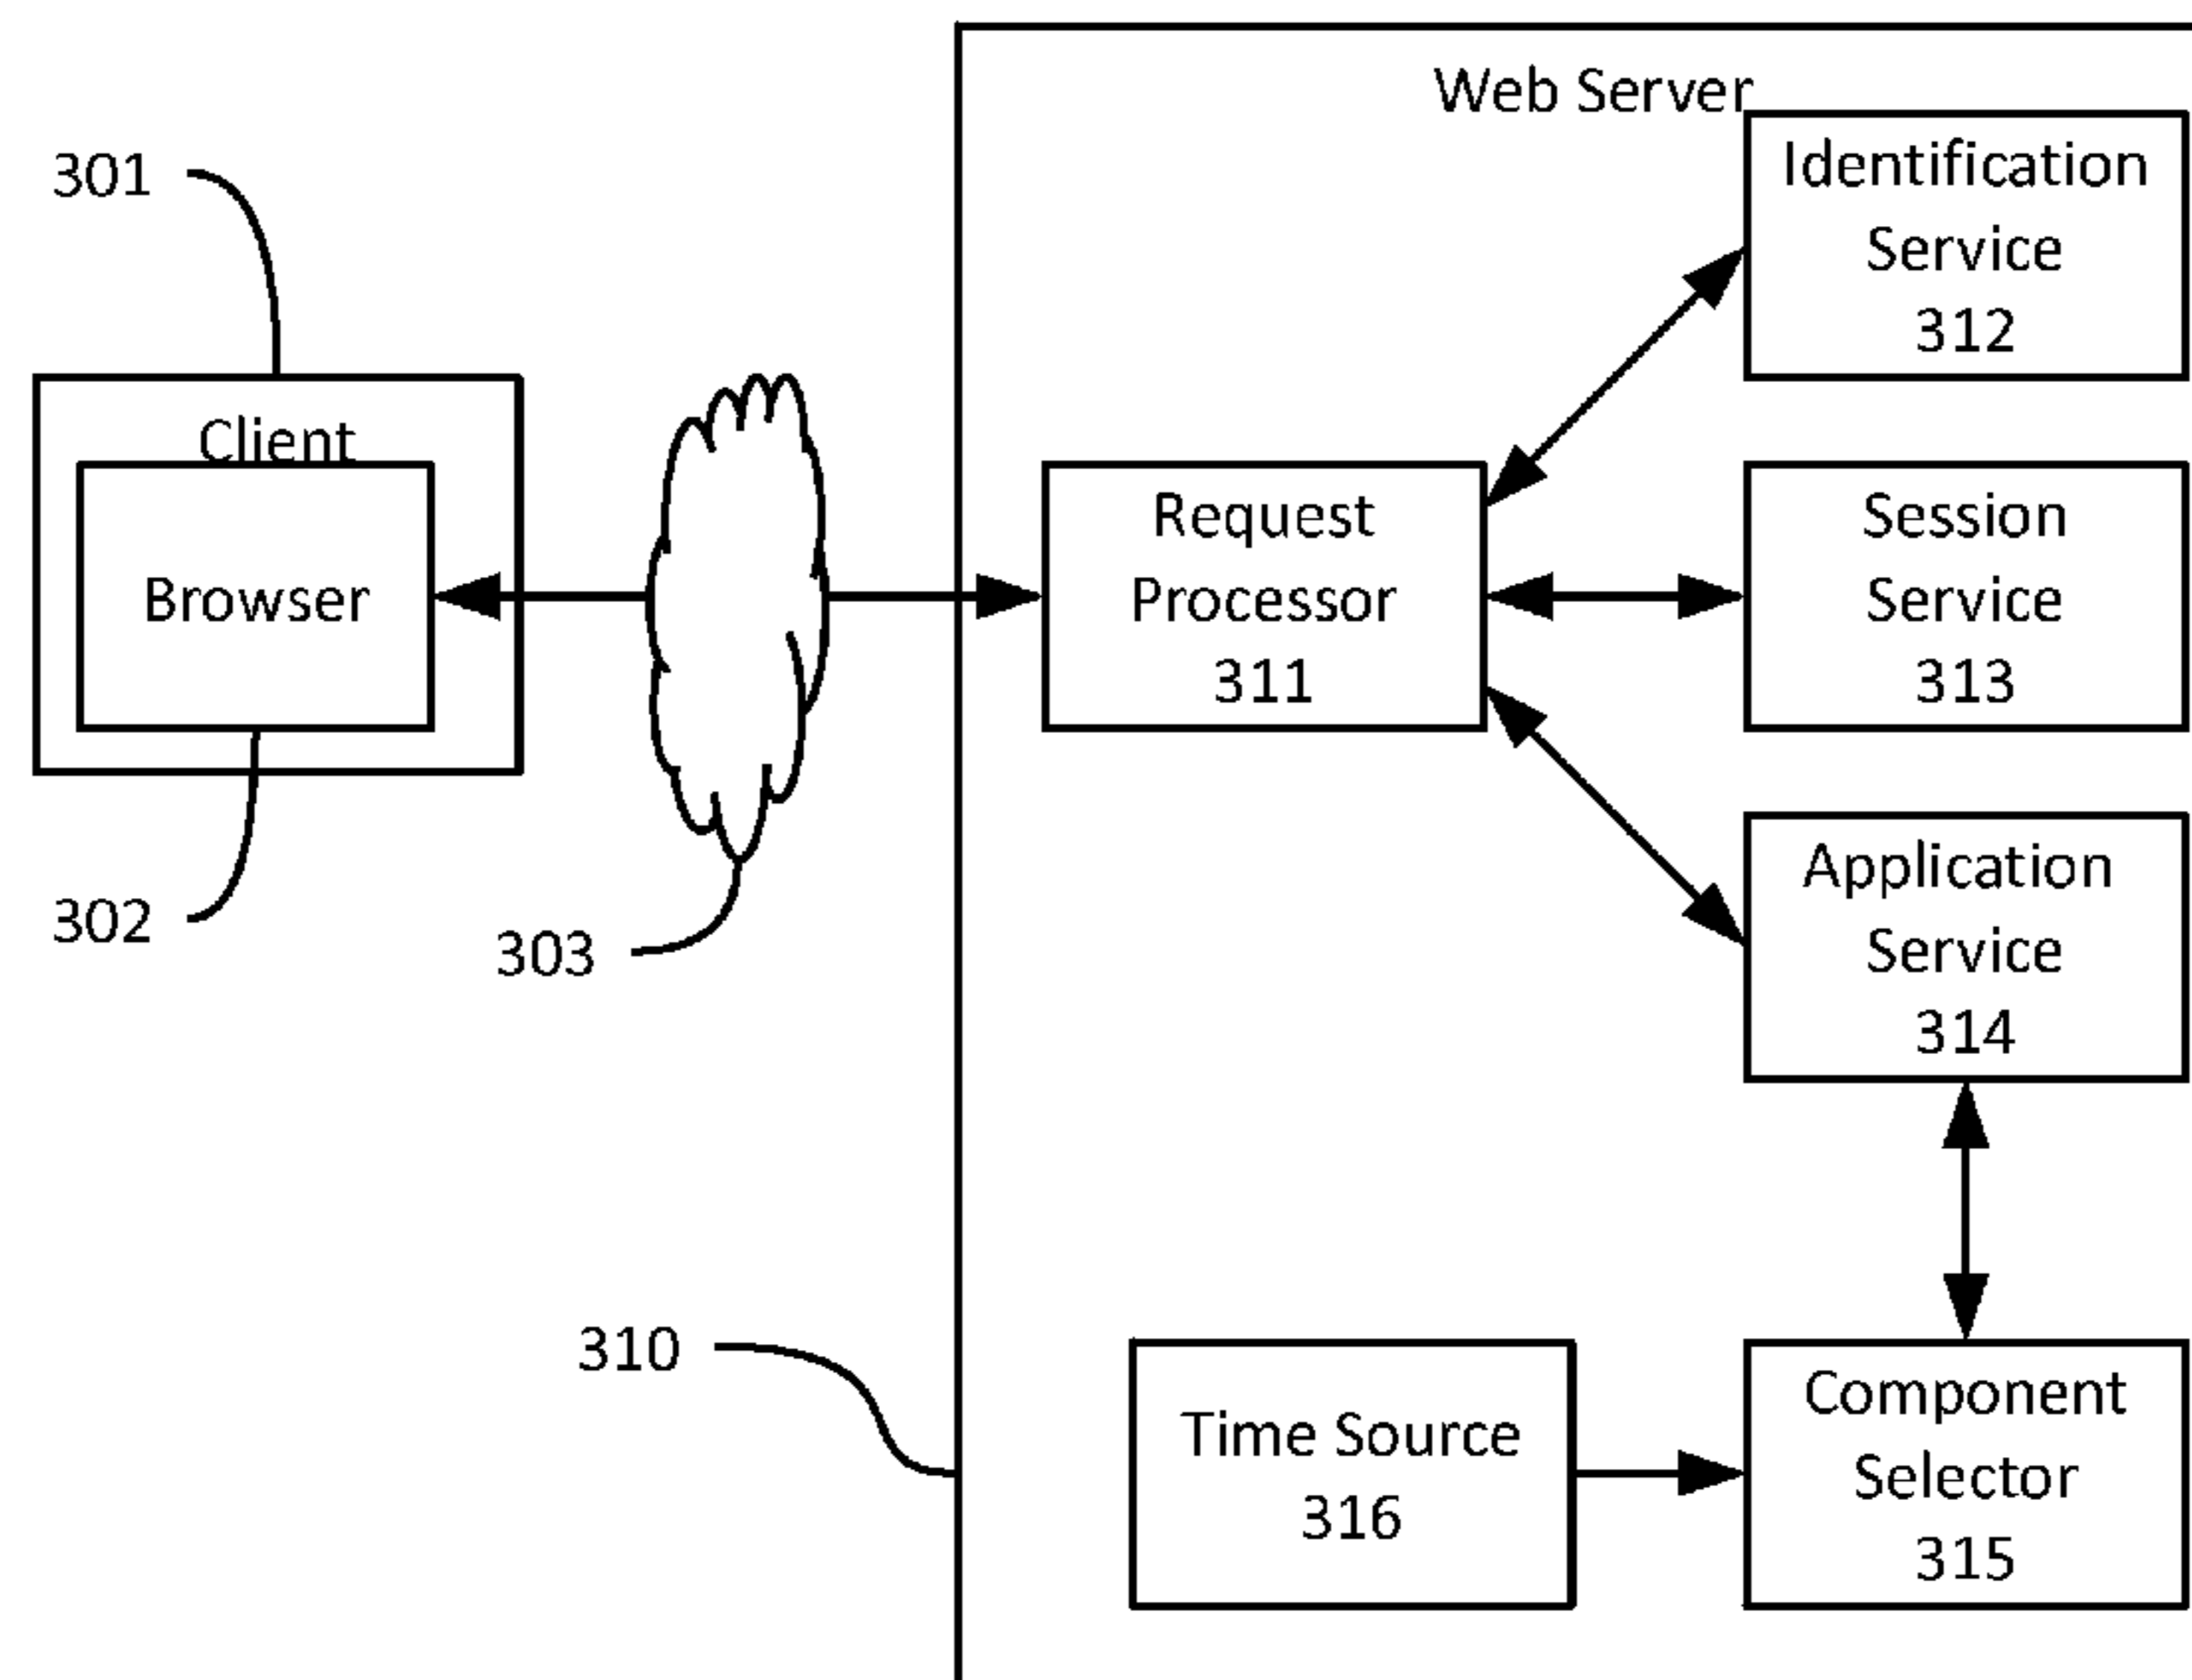 Web Server
301
Identification
Service
312
Client
Browser
Request
Processor
311
Session
Service
313
302
303
Application
Service
314
310
Time Source
316
Component
Selector
315